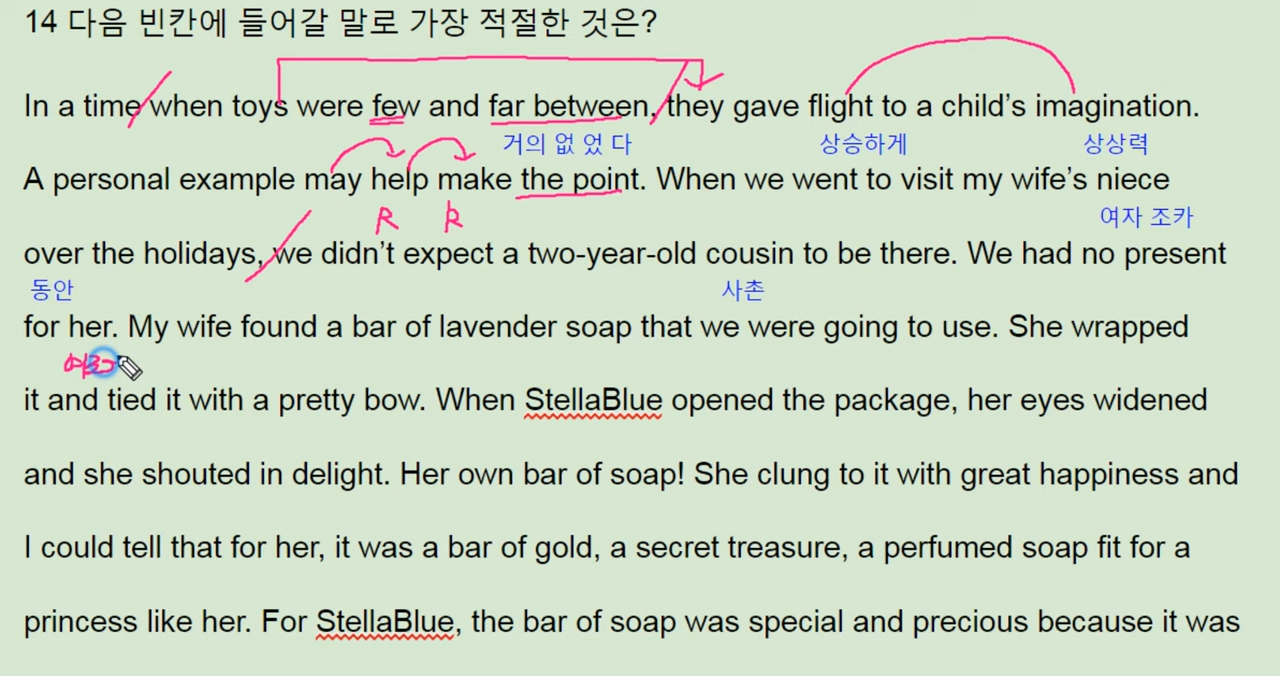 14 다음 빈칸에 들어갈 말로 가장 적절한 것은?
In a time when toys were few and far between, they gave flight to a child's imagination.
거의 없 었 다 상승하게 상상력
A personal example may help make the point. When we went to visit my wife's niece
R R 여자 조카
over the holidays, we didn't expect a two-year-old cousin to be there. We had no present
동안 사촌
for her. My wife found a bar of lavender soap that we were going to use. She wrapped
it and tied it with a pretty bow. When StellaBlue opened the package, her eyes widened
and she shouted in delight. Her own bar of soap! She clung to it with great happiness and
I could tell that for her, it was a bar of gold, a secret treasure, a perfumed soap fit for a
princess like her. For StellaBlue, the bar of soap was special and precious because it was